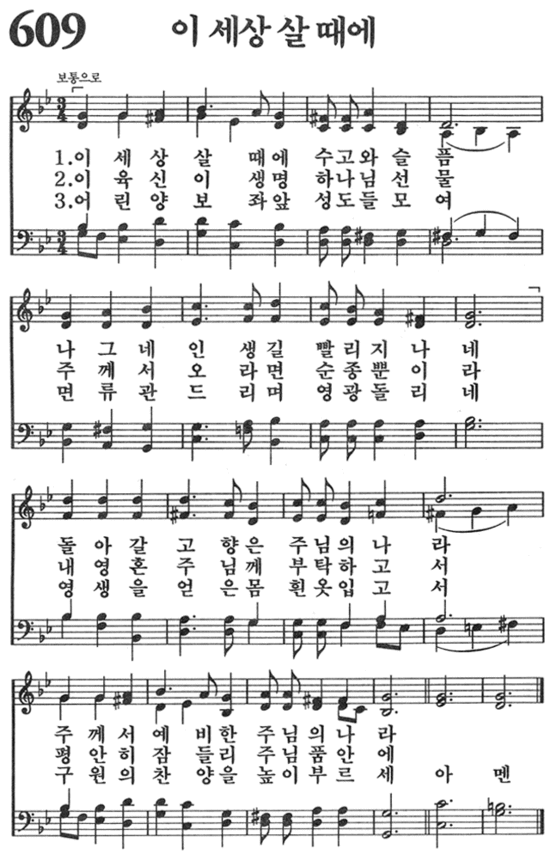 609 이 세상 살 때에
보통으로
1.이 세 상 살 때에 수고와 슬 픔
2.이 육 신 이 생명 하나님 선 물
3.어 린 양 보 좌앞 성도들 모 여
나 그 네 인 생길 빨리 지 나 네
주 께 서 오 라면 순종 뿐 이 라
면 류 관 드 리며 영광 돌 리 네
돌 아 갈 고 향은 주님 의 나 라
내 영 혼 주 님께 부탁 하 고 서
영 생 을 얻 은몸 흰옷 입 고 서
주 께 서 예 비한 주님 의 나 라
평 안 히 잠 들리 주님 품 안 에
구 원 의 찬 양을 높이 부 르 세 아 멘